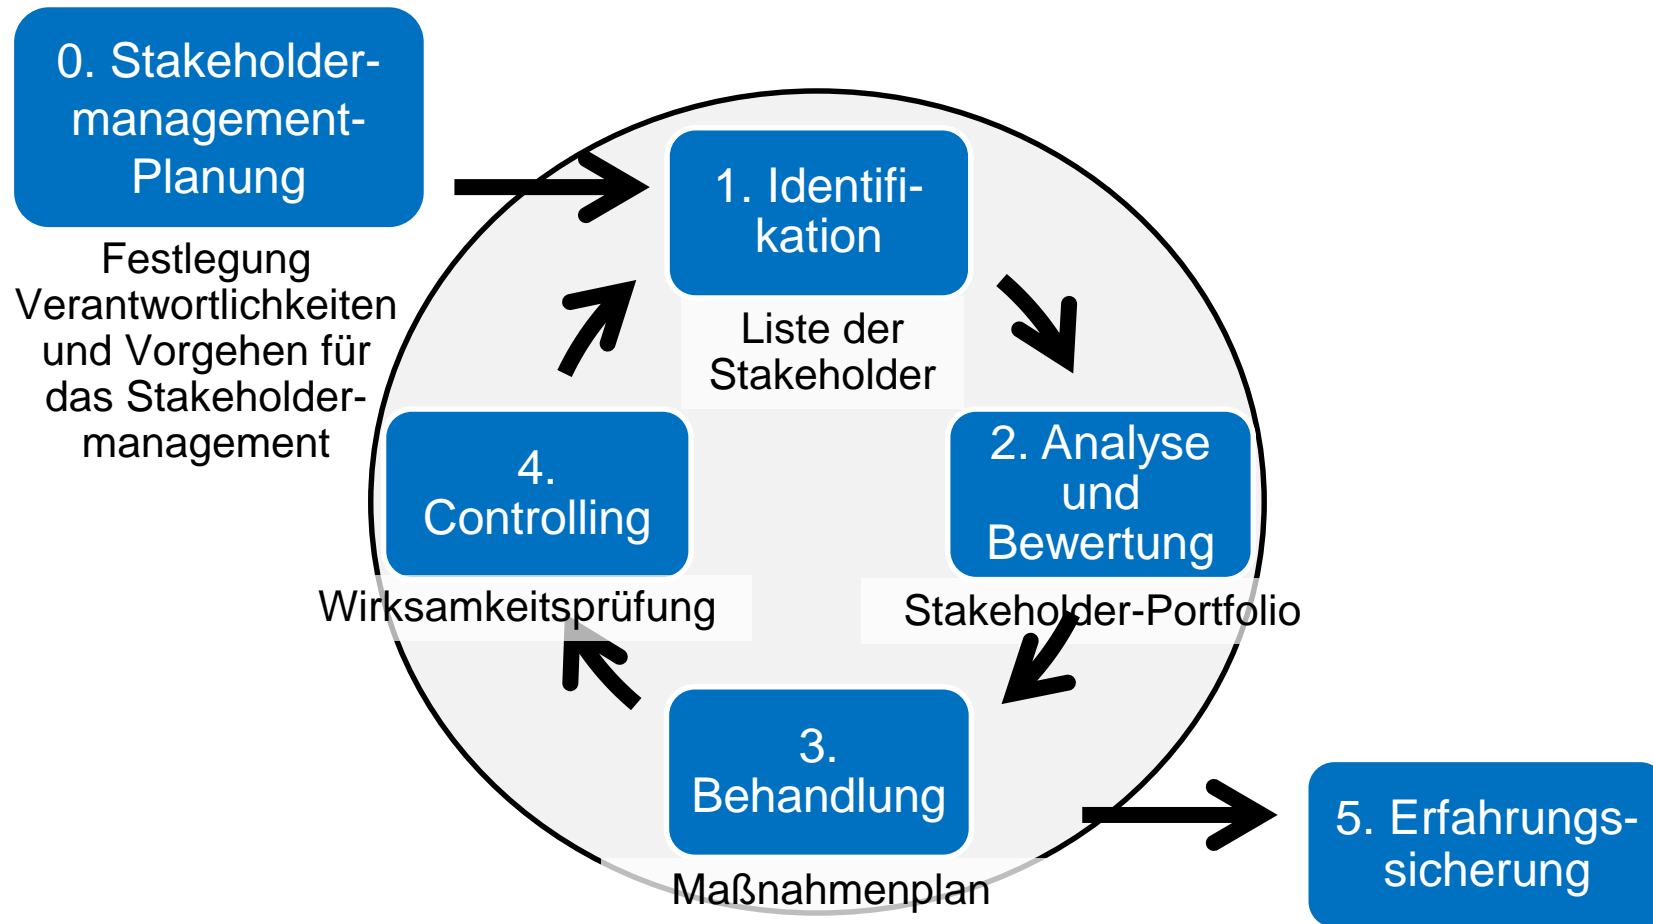 0. Stakeholder-
management-
Planung
Festlegung
Verantwortlichkeiten
und Vorgehen für
das Stakeholder-
management
1. Identifi-
kation
Liste der
Stakeholder
2. Analyse
und
Bewertung
Stakeholder-Portfolio
3.
Behandlung
Maßnahmenplan
4.
Controlling
Wirksamkeitsprüfung
5. Erfahrungs-
sicherung